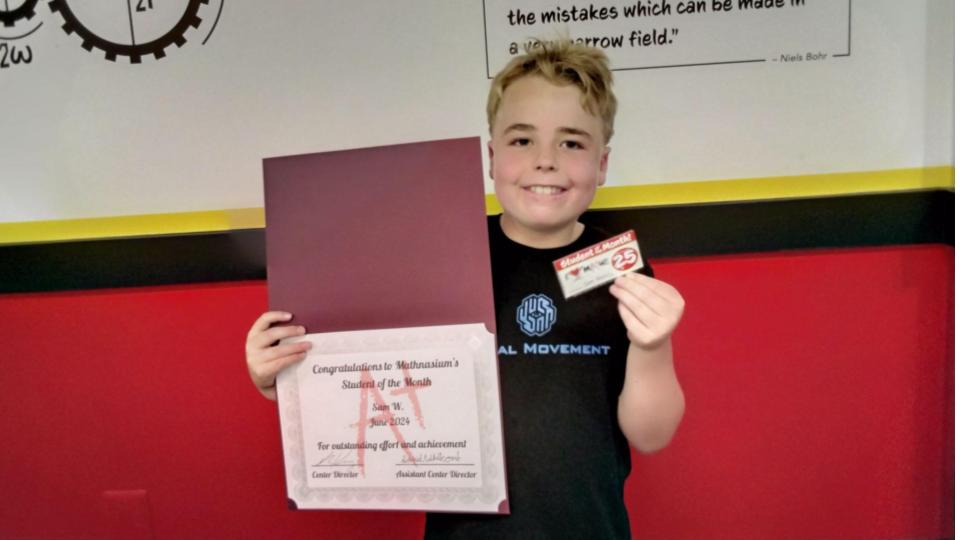 2W
21
the mistakes which can be made in
a very narrow field."
– Niels Bohr
Student of the Month!
25
AL MOVEMENT
Congratulations to Mathnasium's
Student of the Month
A+
Sam W.
June 2024
For outstanding effort and achievement
Center Director
Assistant Center Director